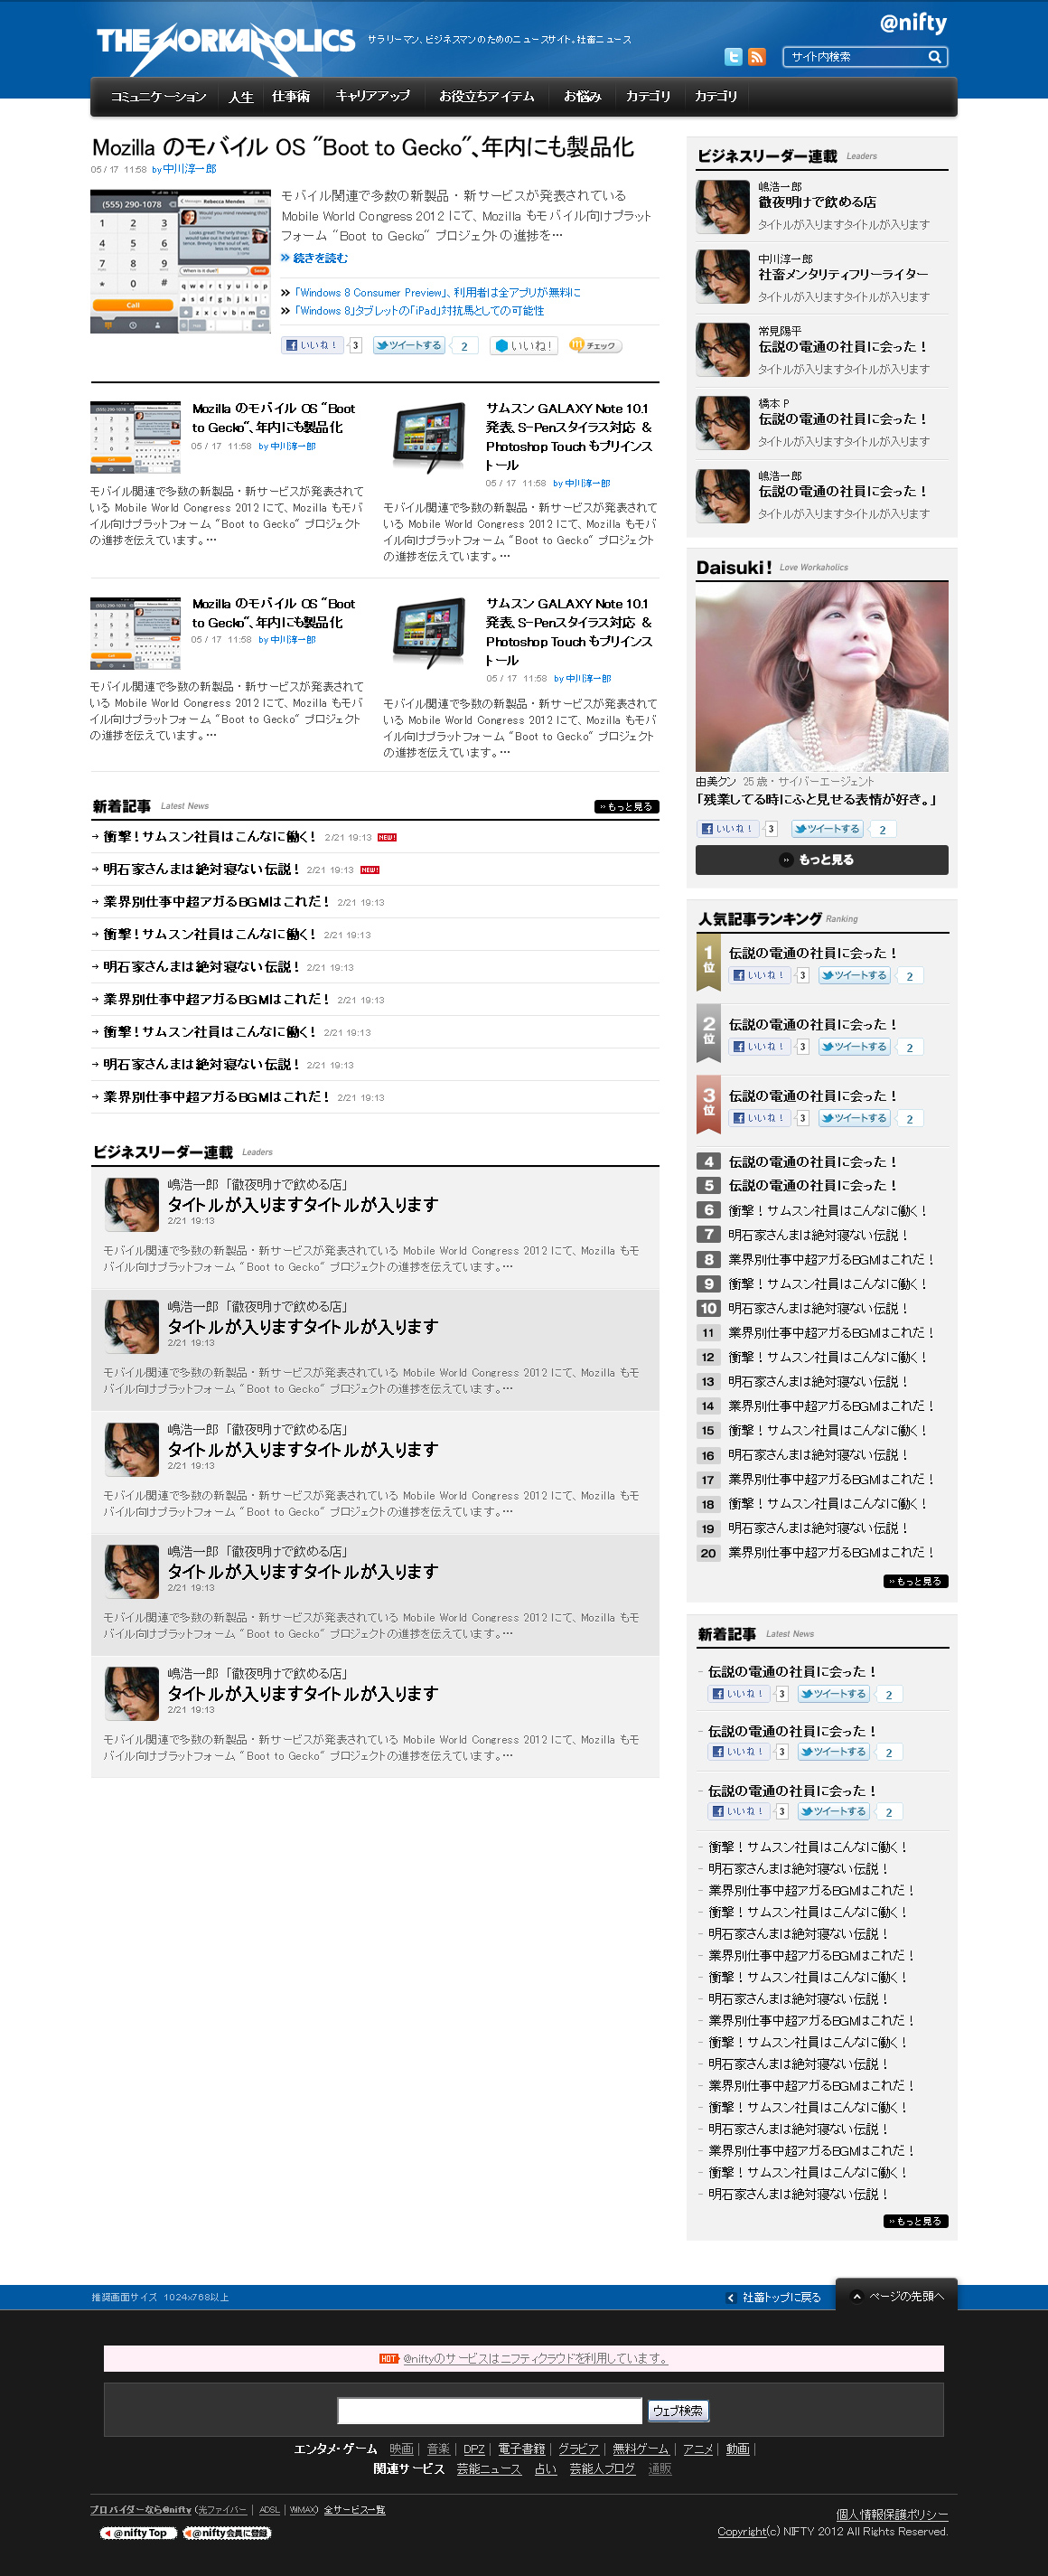 THE WORKAHOLICS
サラリーマン、ビジネスマンのためのニュースサイト。社畜ニュース
@nifty
サイト内検索
コミュニケーション
人生
仕事術
キャリアアップ
お役立ちアイテム
お悩み
カテゴリ
カテゴリ
Mozilla のモバイル OS "Boot to Gecko"、年内にも製品化
05 / 17 11:58 by中川淳一郎
モバイル関連で多数の新製品・新サービスが発表されている
Mobile World Congress 2012 にて、Mozilla もモバイル向けプラット
フォーム "Boot to Gecko" プロジェクトの進捗を…
続きを読む
「Windows 8 Consumer Preview」、利用者は全アプリが無料に
「Windows 8」タブレットの「iPad」対抗馬としての可能性
いいね！ 3 ツイートする 2 いいね！ チェック
Mozilla のモバイル OS "Boot
to Gecko"、年内にも製品化
05 / 17 11:58 by 中川淳一郎
モバイル関連で多数の新製品・新サービスが発表されて
いる Mobile World Congress 2012 にて、Mozilla もモバ
イル向けプラットフォーム "Boot to Gecko" プロジェクト
の進捗を伝えています。…
サムスン GALAXY Note 10.1
発表、S-Penスタイラス対応 &
Photoshop Touch もプリインス
トール
05 / 17 11:58 by 中川淳一郎
モバイル関連で多数の新製品・新サービスが発表されて
いる Mobile World Congress 2012 にて、Mozilla もモバ
イル向けプラットフォーム "Boot to Gecko" プロジェクト
の進捗を伝えています。…
Mozilla のモバイル OS "Boot
to Gecko"、年内にも製品化
05 / 17 11:58 by 中川淳一郎
モバイル関連で多数の新製品・新サービスが発表されて
いる Mobile World Congress 2012 にて、Mozilla もモバ
イル向けプラットフォーム "Boot to Gecko" プロジェクト
の進捗を伝えています。…
サムスン GALAXY Note 10.1
発表、S-Penスタイラス対応 &
Photoshop Touch もプリインス
トール
05 / 17 11:58 by 中川淳一郎
モバイル関連で多数の新製品・新サービスが発表されて
いる Mobile World Congress 2012 にて、Mozilla もモバ
イル向けプラットフォーム "Boot to Gecko" プロジェクト
の進捗を伝えています。…
新着記事 Latest News もっと見る
衝撃！サムスン社員はこんなに働く！ 2/21 19:13 NEW!
明石家さんまは絶対寝ない伝説！ 2/21 19:13 NEW!
業界別仕事中超アガるBGMはこれだ！ 2/21 19:13
衝撃！サムスン社員はこんなに働く！ 2/21 19:13
明石家さんまは絶対寝ない伝説！ 2/21 19:13
業界別仕事中超アガるBGMはこれだ！ 2/21 19:13
衝撃！サムスン社員はこんなに働く！ 2/21 19:13
明石家さんまは絶対寝ない伝説！ 2/21 19:13
業界別仕事中超アガるBGMはこれだ！ 2/21 19:13
ビジネスリーダー連載 Leaders
嶋浩一郎「徹夜明けで飲める店」
タイトルが入りますタイトルが入ります
2/21 19:13
モバイル関連で多数の新製品・新サービスが発表されている Mobile World Congress 2012 にて、Mozilla もモ
バイル向けプラットフォーム "Boot to Gecko" プロジェクトの進捗を伝えています。…
嶋浩一郎「徹夜明けで飲める店」
タイトルが入りますタイトルが入ります
2/21 19:13
モバイル関連で多数の新製品・新サービスが発表されている Mobile World Congress 2012 にて、Mozilla もモ
バイル向けプラットフォーム "Boot to Gecko" プロジェクトの進捗を伝えています。…
嶋浩一郎「徹夜明けで飲める店」
タイトルが入りますタイトルが入ります
2/21 19:13
モバイル関連で多数の新製品・新サービスが発表されている Mobile World Congress 2012 にて、Mozilla もモ
バイル向けプラットフォーム "Boot to Gecko" プロジェクトの進捗を伝えています。…
嶋浩一郎「徹夜明けで飲める店」
タイトルが入りますタイトルが入ります
2/21 19:13
モバイル関連で多数の新製品・新サービスが発表されている Mobile World Congress 2012 にて、Mozilla もモ
バイル向けプラットフォーム "Boot to Gecko" プロジェクトの進捗を伝えています。…
嶋浩一郎「徹夜明けで飲める店」
タイトルが入りますタイトルが入ります
2/21 19:13
モバイル関連で多数の新製品・新サービスが発表されている Mobile World Congress 2012 にて、Mozilla もモ
バイル向けプラットフォーム "Boot to Gecko" プロジェクトの進捗を伝えています。…
ビジネスリーダー連載 Leaders
嶋浩一郎
徹夜明けで飲める店
タイトルが入りますタイトルが入ります
中川淳一郎
社畜メンタリティフリーライター
タイトルが入りますタイトルが入ります
常見陽平
伝説の電通の社員に会った！
タイトルが入りますタイトルが入ります
橋本 P
伝説の電通の社員に会った！
タイトルが入りますタイトルが入ります
嶋浩一郎
伝説の電通の社員に会った！
タイトルが入りますタイトルが入ります
Daisuki! Love Workaholics
由美クン 25歳・サイバーエージェント
「残業してる時にふと見せる表情が好き。」
いいね！ 3 ツイートする 2
もっと見る
人気記事ランキング Ranking
1位 伝説の電通の社員に会った！
いいね！ 3 ツイートする 2
2位 伝説の電通の社員に会った！
いいね！ 3 ツイートする 2
3位 伝説の電通の社員に会った！
いいね！ 3 ツイートする 2
4 伝説の電通の社員に会った！
5 伝説の電通の社員に会った！
6 衝撃！サムスン社員はこんなに働く！
7 明石家さんまは絶対寝ない伝説！
8 業界別仕事中超アガるBGMはこれだ！
9 衝撃！サムスン社員はこんなに働く！
10 明石家さんまは絶対寝ない伝説！
11 業界別仕事中超アガるBGMはこれだ！
12 衝撃！サムスン社員はこんなに働く！
13 明石家さんまは絶対寝ない伝説！
14 業界別仕事中超アガるBGMはこれだ！
15 衝撃！サムスン社員はこんなに働く！
16 明石家さんまは絶対寝ない伝説！
17 業界別仕事中超アガるBGMはこれだ！
18 衝撃！サムスン社員はこんなに働く！
19 明石家さんまは絶対寝ない伝説！
20 業界別仕事中超アガるBGMはこれだ！
もっと見る
新着記事 Latest News
伝説の電通の社員に会った！
いいね！ 3 ツイートする 2
伝説の電通の社員に会った！
いいね！ 3 ツイートする 2
伝説の電通の社員に会った！
いいね！ 3 ツイートする 2
衝撃！サムスン社員はこんなに働く！
明石家さんまは絶対寝ない伝説！
業界別仕事中超アガるBGMはこれだ！
衝撃！サムスン社員はこんなに働く！
明石家さんまは絶対寝ない伝説！
業界別仕事中超アガるBGMはこれだ！
衝撃！サムスン社員はこんなに働く！
明石家さんまは絶対寝ない伝説！
業界別仕事中超アガるBGMはこれだ！
衝撃！サムスン社員はこんなに働く！
明石家さんまは絶対寝ない伝説！
業界別仕事中超アガるBGMはこれだ！
衝撃！サムスン社員はこんなに働く！
明石家さんまは絶対寝ない伝説！
業界別仕事中超アガるBGMはこれだ！
衝撃！サムスン社員はこんなに働く！
明石家さんまは絶対寝ない伝説！
もっと見る
推奨画面サイズ 1024×768以上
社畜トップに戻る
ページの先頭へ
HOT @niftyのサービスはニフティクラウドを利用しています。
ウェブ検索
エンタメ・ゲーム 映画｜音楽｜DPZ｜電子書籍｜グラビア｜無料ゲーム｜アニメ｜動画｜
関連サービス 芸能ニュース 占い 芸能人ブログ 通販
プロバイダーなら@nifty (光ファイバー｜ADSL｜WiMAX) 全サービス一覧
@nifty Top @nifty会員に登録
個人情報保護ポリシー
Copyright(c) NIFTY 2012 All Rights Reserved.